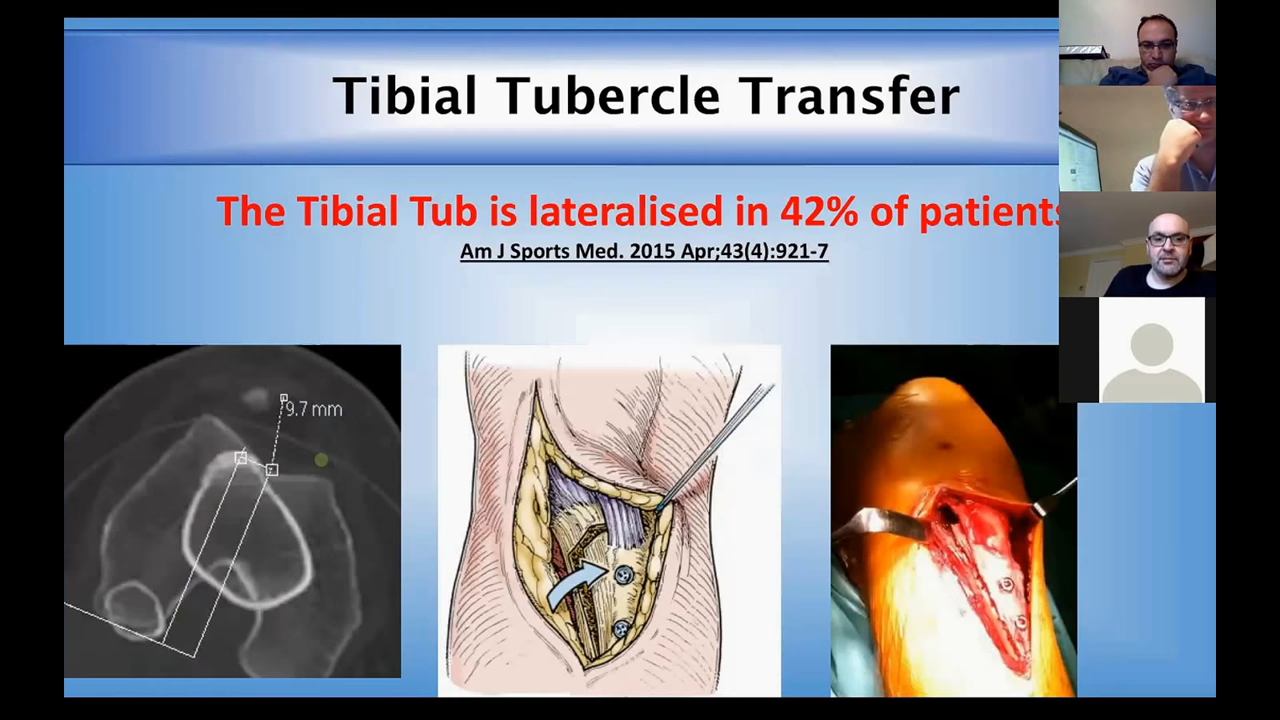 Tibial Tubercle Transfer
The Tibial Tub is lateralised in 42% of patients
Am J Sports Med. 2015 Apr;43(4):921-7
9.7 mm